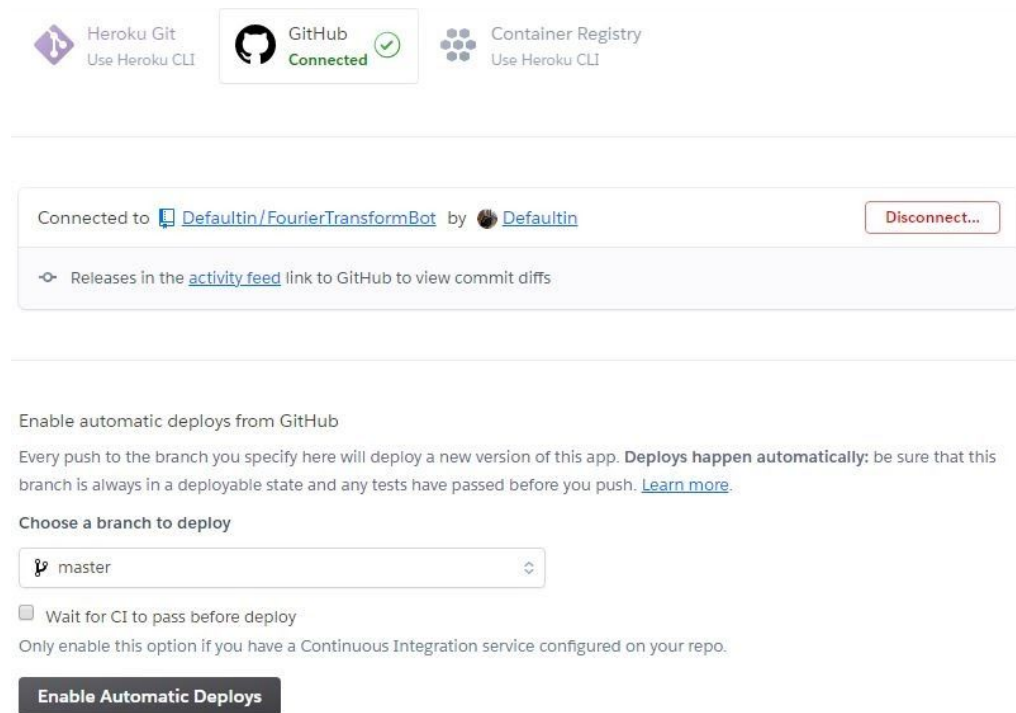 Heroku Git
Use Heroku CLI
GitHub
Connected
Container Registry
Use Heroku CLI
Connected to Defaultin/FourierTransformBot by Defaultin
Disconnect...
Releases in the activity feed link to GitHub to view commit diffs
Enable automatic deploys from GitHub
Every push to the branch you specify here will deploy a new version of this app. Deploys happen automatically: be sure that this
branch is always in a deployable state and any tests have passed before you push. Learn more.
Choose a branch to deploy
master
Wait for CI to pass before deploy
Only enable this option if you have a Continuous Integration service configured on your repo.
Enable Automatic Deploys